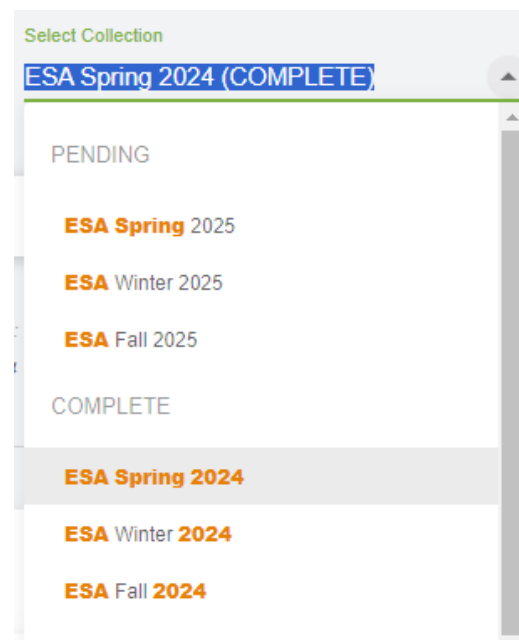 Select Collection
ESA Spring 2024 (COMPLETE)
PENDING
ESA Spring 2025
ESA Winter 2025
ESA Fall 2025
COMPLETE
ESA Spring 2024
ESA Winter 2024
ESA Fall 2024